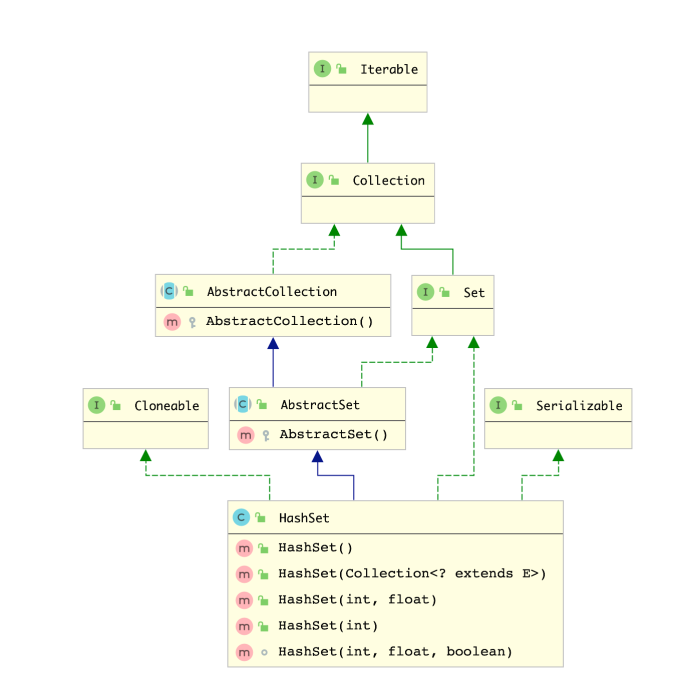 I Iterable
I Collection
C AbstractCollection
m AbstractCollection()
I Set
I Cloneable
C AbstractSet
m AbstractSet()
I Serializable
C HashSet
m HashSet()
m HashSet(Collection<? extends E>)
m HashSet(int, float)
m HashSet(int)
m HashSet(int, float, boolean)